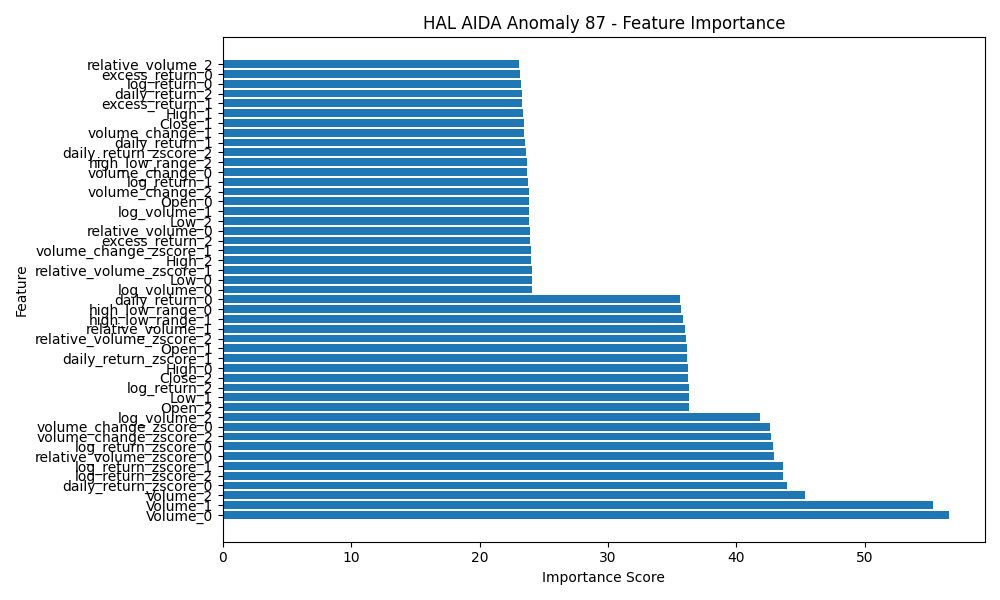 HAL AIDA Anomaly 87 - Feature Importance
relative_volume_2
excess_return_0
log_return_0
daily_return_2
excess_return_1
High_1
Close_1
volume_change_1
daily_return_1
daily_return_zscore_2
high_low_range_2
volume_change_0
log_return_1
volume_change_2
Open_0
log_volume_1
Low_2
relative_volume_0
excess_return_2
volume_change_zscore_1
High_2
relative_volume_zscore_1
Low_0
log_volume_0
daily_return_0
high_low_range_0
high_low_range_1
relative_volume_1
relative_volume_zscore_2
Open_1
daily_return_zscore_1
High_0
Close_2
log_return_2
Low_1
Open_2
log_volume_2
volume_change_zscore_0
volume_change_zscore_2
log_return_zscore_0
relative_volume_zscore_0
log_return_zscore_1
log_return_zscore_2
daily_return_zscore_0
Volume_2
Volume_1
Volume_0
Feature
0 10 20 30 40 50
Importance Score